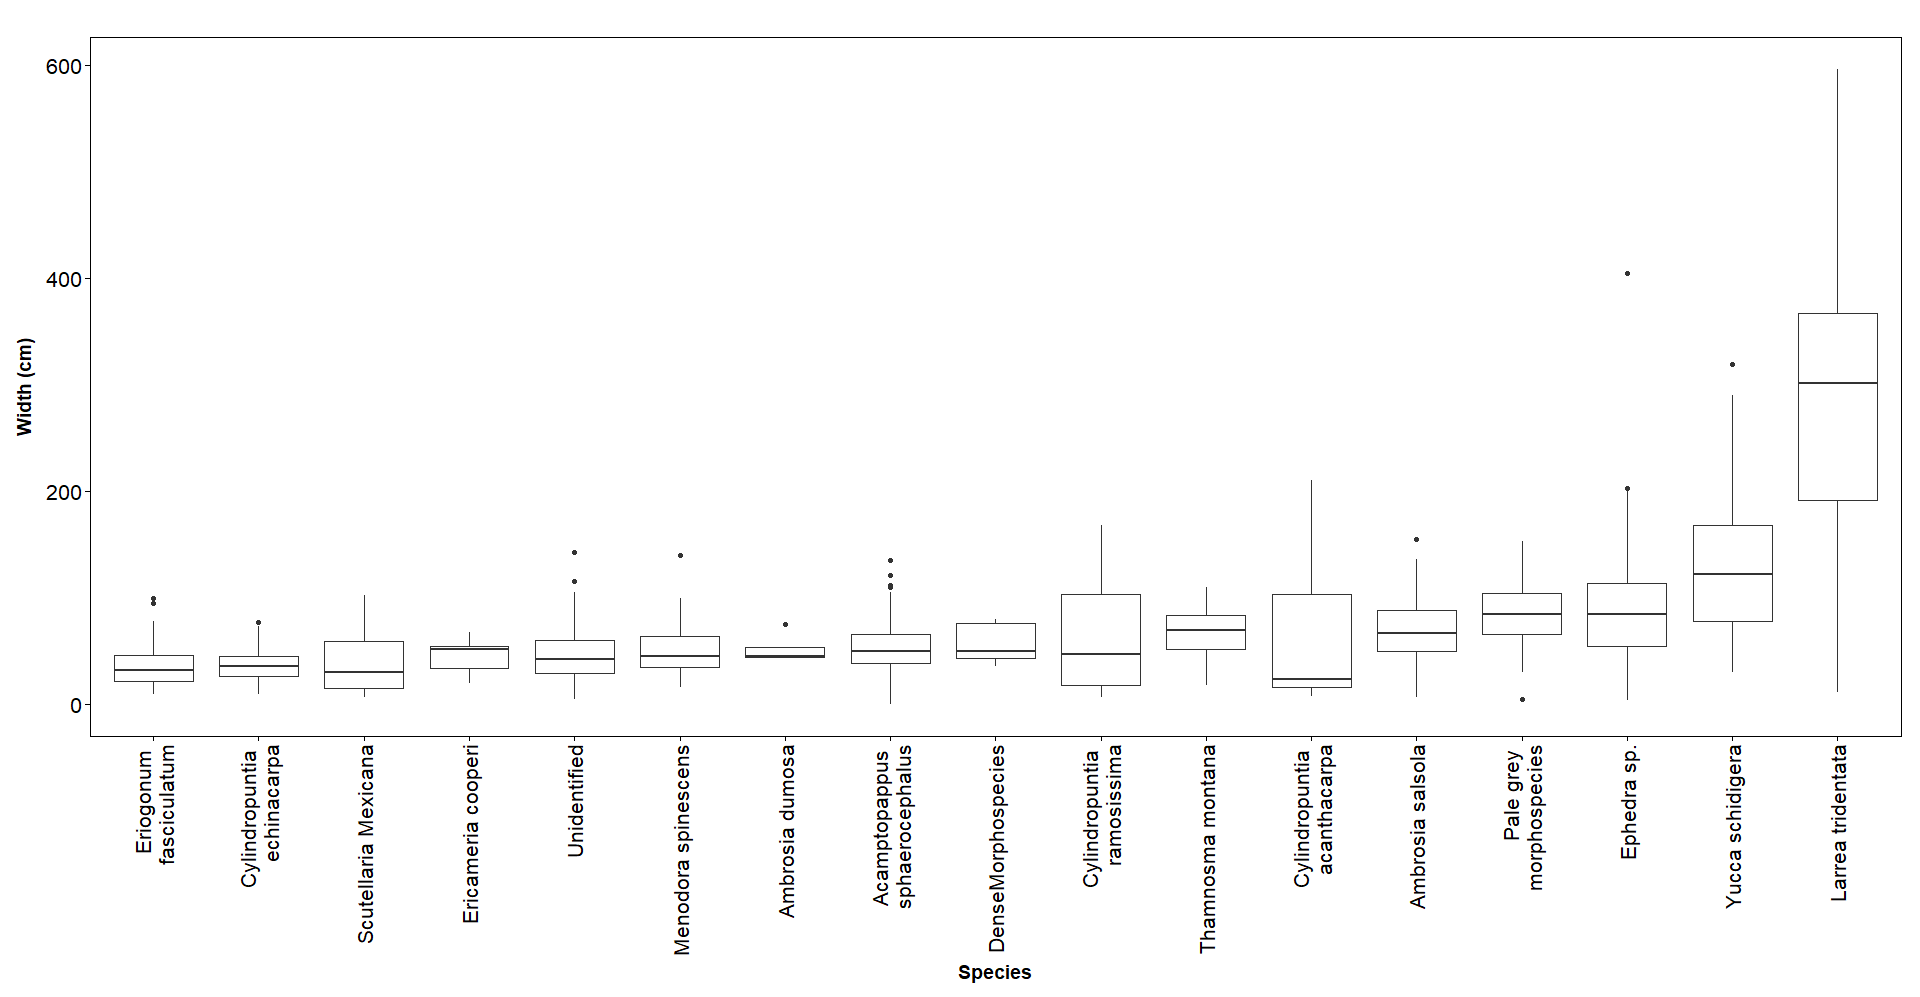 600
400
200
0
Width (cm)
Eriogonum
fasciculatum
Cylindropuntia
echinacarpa
Scutellaria Mexicana
Ericameria cooperi
Unidentified
Menodora spinescens
Ambrosia dumosa
Acamptopappus
sphaerocephalus
DenseMorphospecies
Cylindropuntia
ramosissima
Thamnosma montana
Cylindropuntia
acanthacarpa
Ambrosia salsola
Pale grey
morphospecies
Ephedra sp.
Yucca schidigera
Larrea tridentata
Species